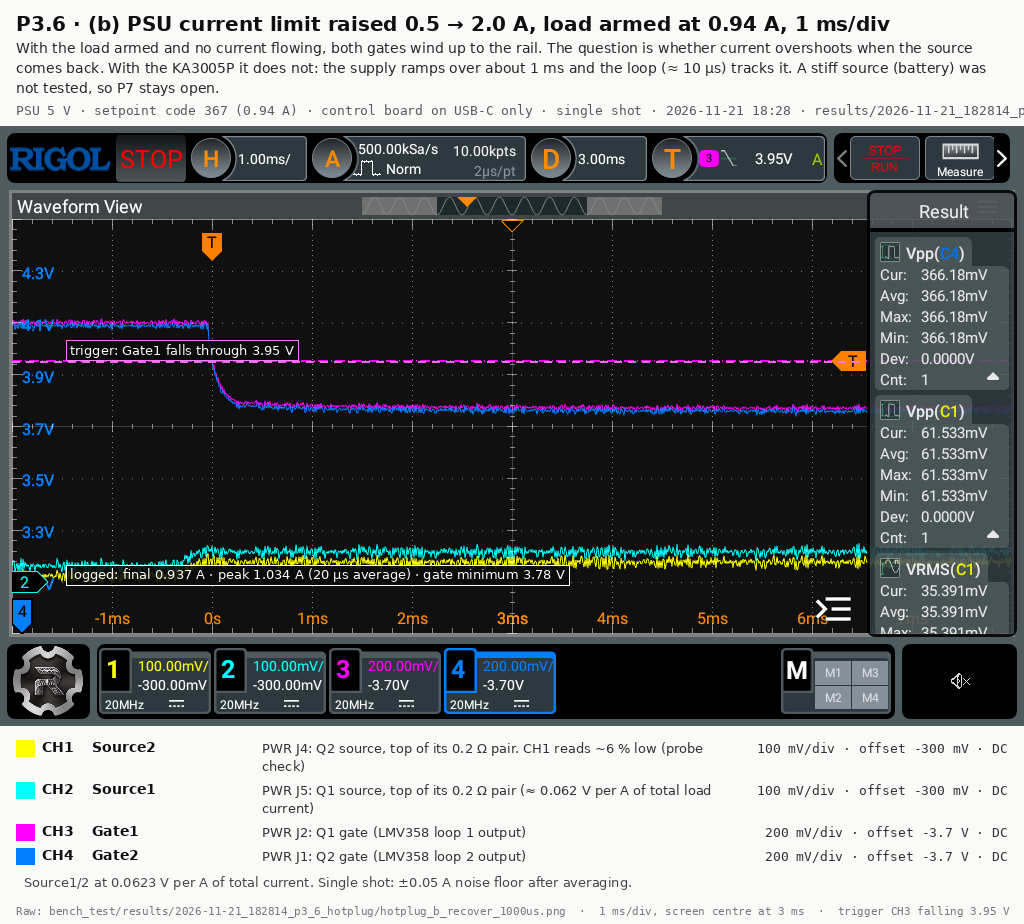 P3.6 · (b) PSU current limit raised 0.5 → 2.0 A, load armed at 0.94 A, 1 ms/div
With the load armed and no current flowing, both gates wind up to the rail. The question is whether current overshoots when the source
comes back. With the KA3005P it does not: the supply ramps over about 1 ms and the loop (≈ 10 µs) tracks it. A stiff source (battery) was
not tested, so P7 stays open.
PSU 5 V · setpoint code 367 (0.94 A) · control board on USB-C only · single shot · 2026-11-21 18:28 · results/2026-11-21_182814_p
RIGOL STOP H 1.00ms/ A 500.00kSa/s Norm 10.00kpts 2µs/pt D 3.00ms T 3 3.95V A STOP RUN Measure
Waveform View
Result
T
4.3V
4.1V
trigger: Gate1 falls through 3.95 V
T
3.9V
3.7V
3.5V
3.3V
2
logged: final 0.937 A · peak 1.034 A (20 µs average) · gate minimum 3.78 V
4
-1ms 0s 1ms 2ms 3ms 4ms 5ms 6ms
Vpp(C4)
Cur: 366.18mV
Avg: 366.18mV
Max: 366.18mV
Min: 366.18mV
Dev: 0.0000V
Cnt: 1
Vpp(C1)
Cur: 61.533mV
Avg: 61.533mV
Max: 61.533mV
Min: 61.533mV
Dev: 0.0000V
Cnt: 1
VRMS(C1)
Cur: 35.391mV
Avg: 35.391mV
Max: 35.391mV
1 100.00mV/ -300.00mV 20MHz
2 100.00mV/ -300.00mV 20MHz
3 200.00mV/ -3.70V 20MHz
4 200.00mV/ -3.70V 20MHz
M M1 M3 M2 M4
CH1 Source2 PWR J4: Q2 source, top of its 0.2 Ω pair. CH1 reads ~6 % low (probe 100 mV/div · offset -300 mV · DC
check)
CH2 Source1 PWR J5: Q1 source, top of its 0.2 Ω pair (≈ 0.062 V per A of total load 100 mV/div · offset -300 mV · DC
current)
CH3 Gate1 PWR J2: Q1 gate (LMV358 loop 1 output) 200 mV/div · offset -3.7 V · DC
CH4 Gate2 PWR J1: Q2 gate (LMV358 loop 2 output) 200 mV/div · offset -3.7 V · DC
Source1/2 at 0.0623 V per A of total current. Single shot: ±0.05 A noise floor after averaging.
Raw: bench_test/results/2026-11-21_182814_p3_6_hotplug/hotplug_b_recover_1000us.png · 1 ms/div, screen centre at 3 ms · trigger CH3 falling 3.95 V